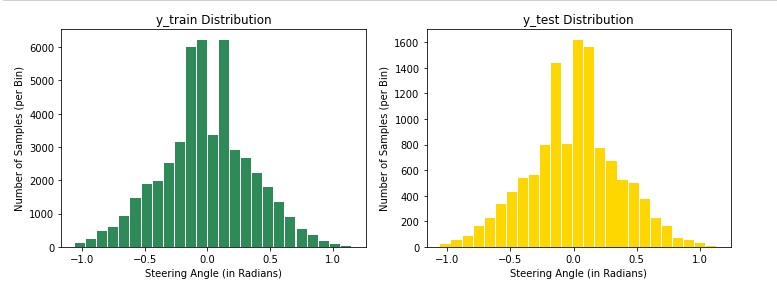 y_train Distribution
Number of Samples (per Bin)
6000
5000
4000
3000
2000
1000
0
−1.0 −0.5 0.0 0.5 1.0
Steering Angle (in Radians)
y_test Distribution
Number of Samples (per Bin)
1600
1400
1200
1000
800
600
400
200
0
−1.0 −0.5 0.0 0.5 1.0
Steering Angle (in Radians)